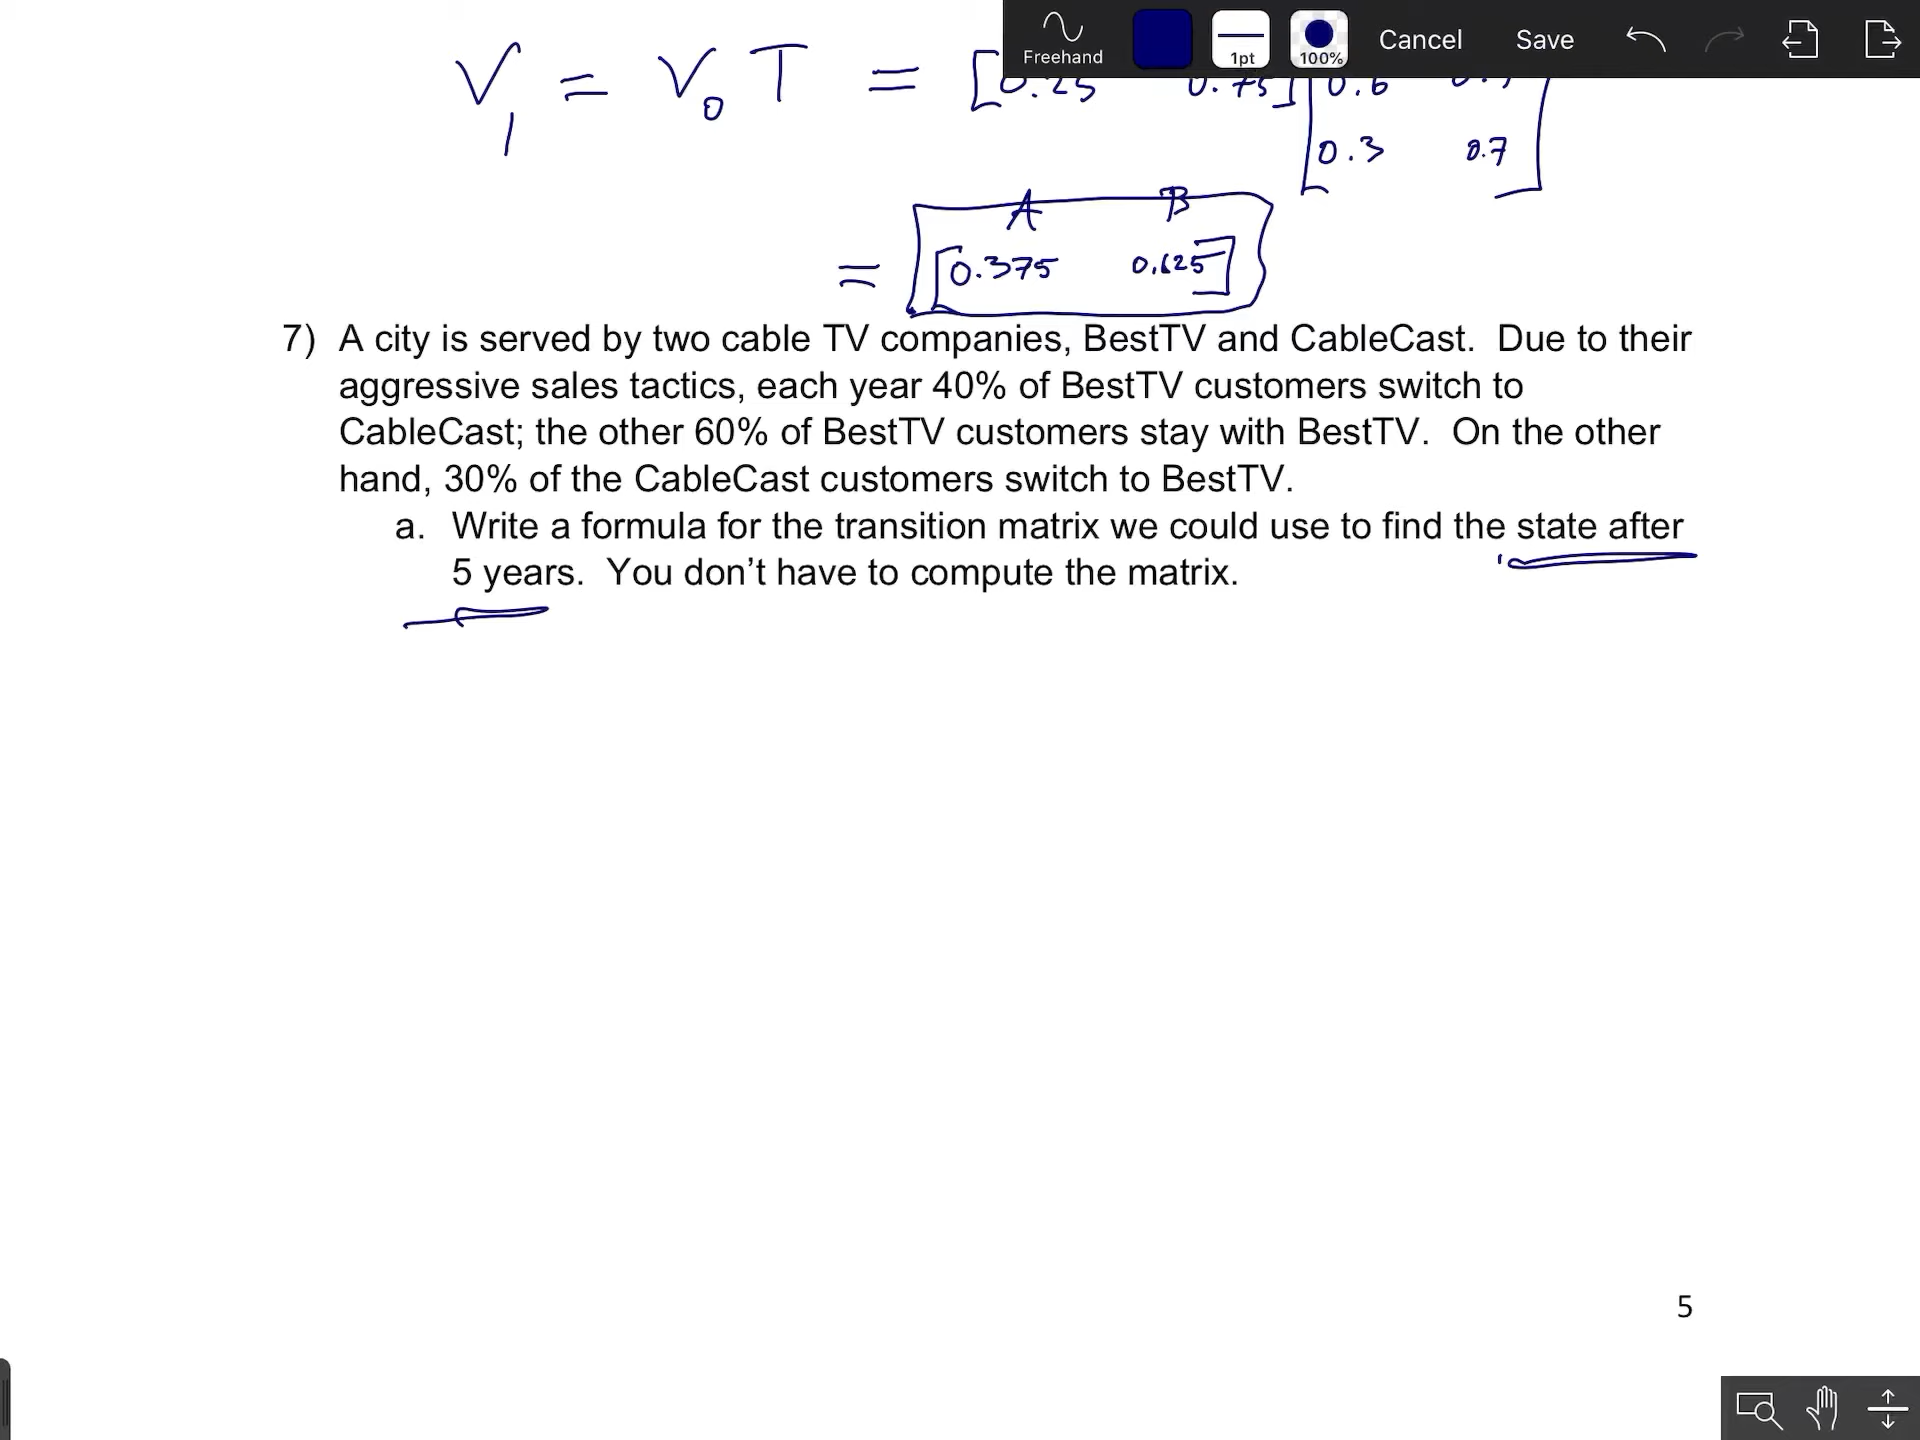 Freehand 1pt 100% Cancel Save
V₁ = V₀ T = [0.25 0.75] [0.6
0.3 0.7]
A B
= [0.375 0.625]
7) A city is served by two cable TV companies, BestTV and CableCast. Due to their
aggressive sales tactics, each year 40% of BestTV customers switch to
CableCast; the other 60% of BestTV customers stay with BestTV. On the other
hand, 30% of the CableCast customers switch to BestTV.
a. Write a formula for the transition matrix we could use to find the state after
5 years. You don’t have to compute the matrix.
5